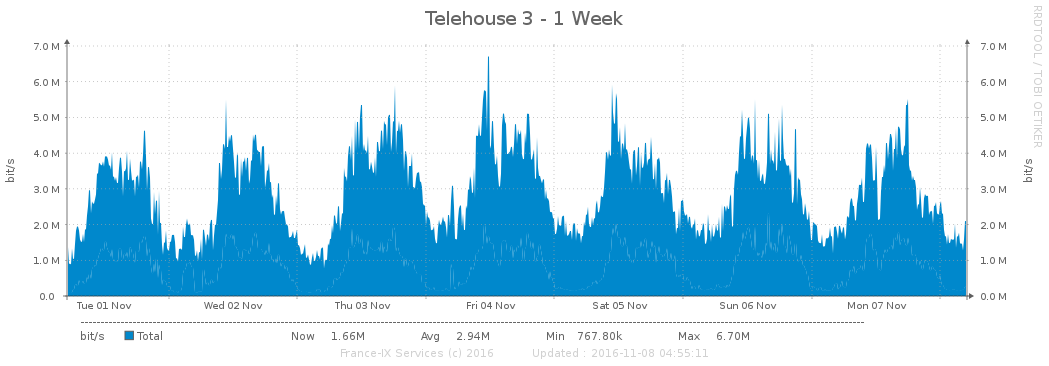 Telehouse 3 - 1 Week
RRDTOOL / TOBI OETIKER
7.0 M 7.0 M
6.0 M 6.0 M
5.0 M 5.0 M
4.0 M 4.0 M
bit/s bit/s
3.0 M 3.0 M
2.0 M 2.0 M
1.0 M 1.0 M
0.0 0.0 M
Tue 01 Nov Wed 02 Nov Thu 03 Nov Fri 04 Nov Sat 05 Nov Sun 06 Nov Mon 07 Nov
bit/s Total Now 1.66M Avg 2.94M Min 767.80k Max 6.70M
France-IX Services (c) 2016 Updated : 2016-11-08 04:55:11